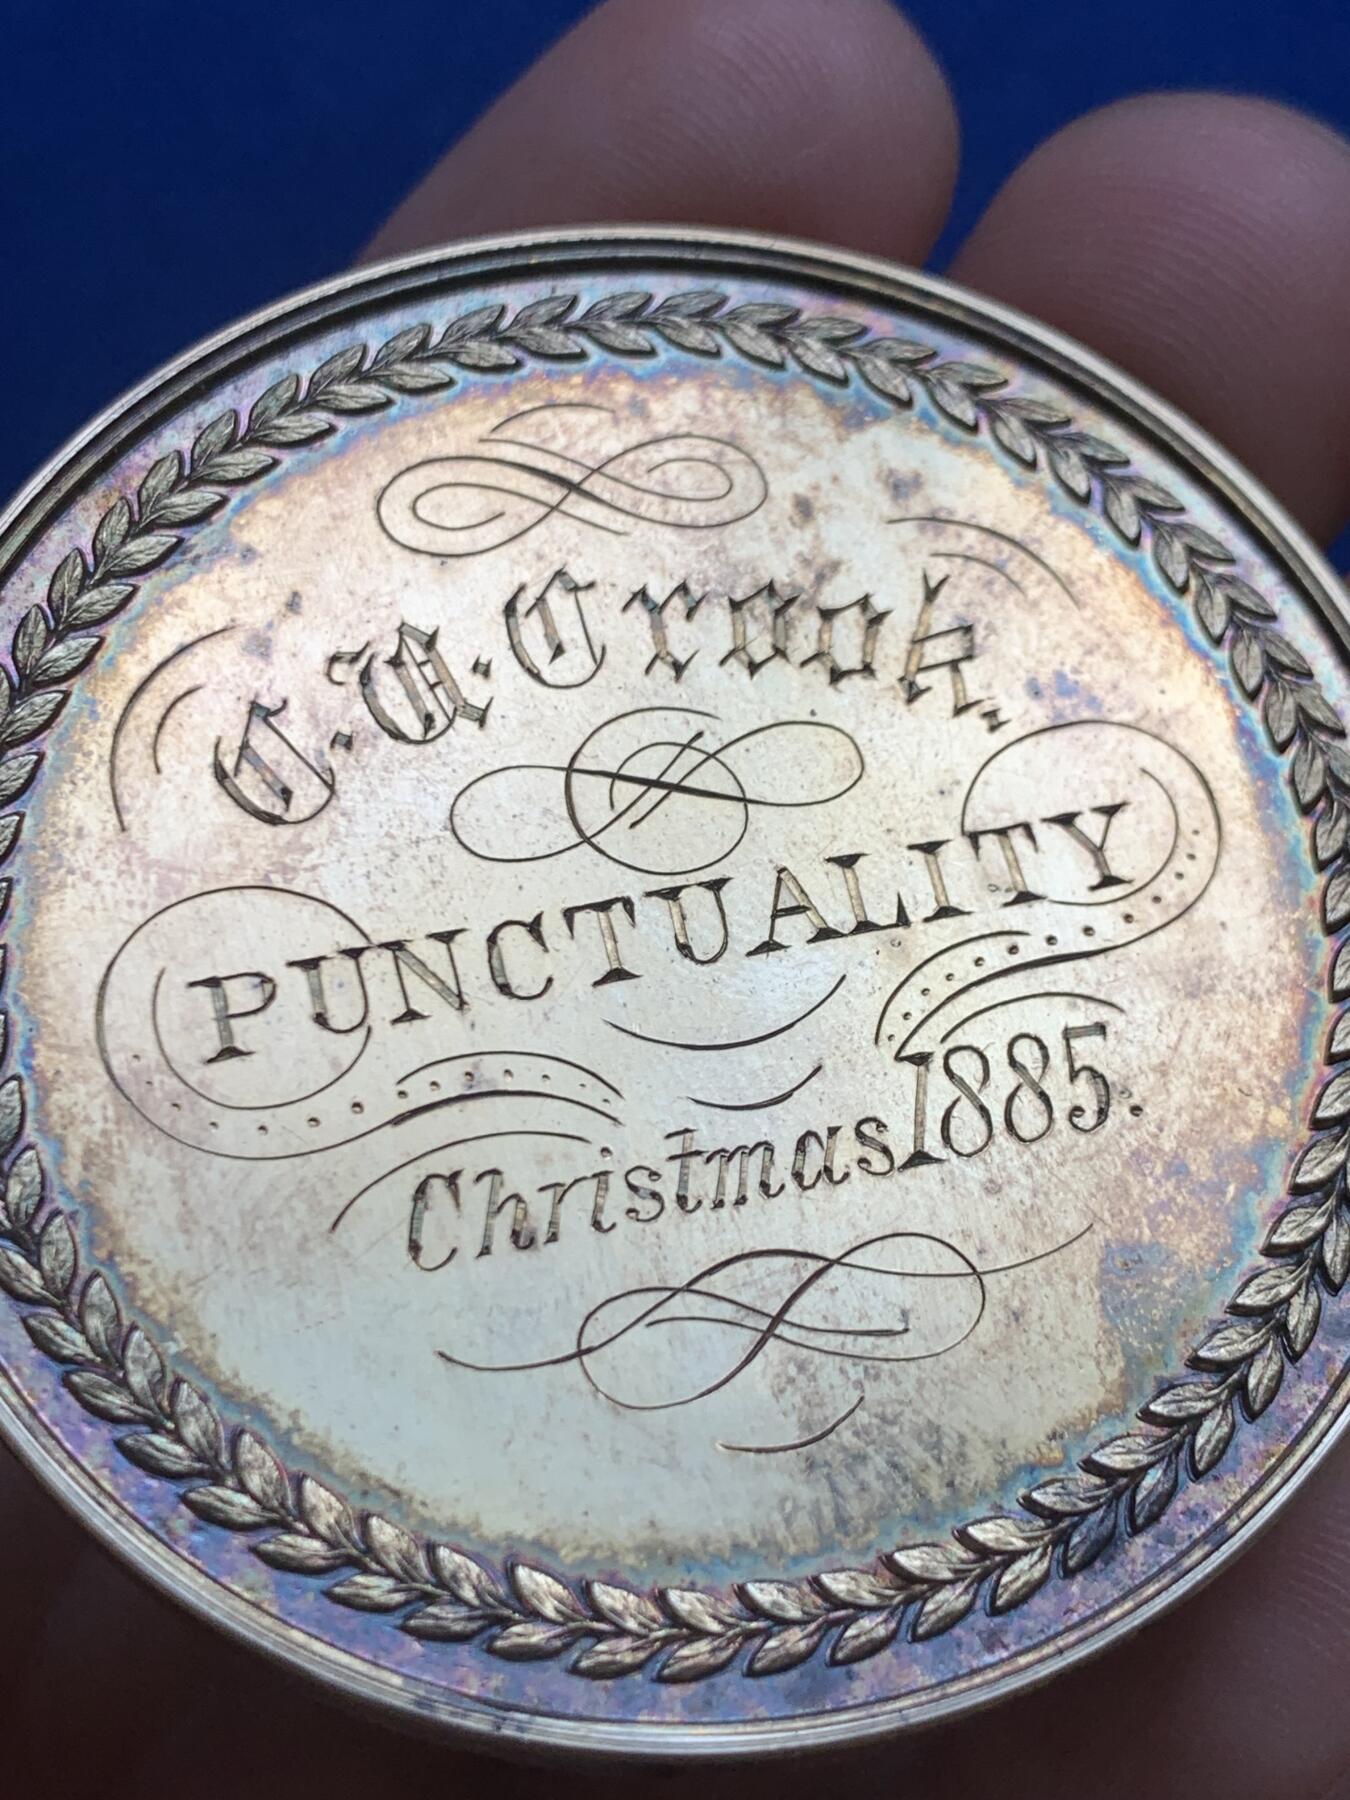 C. A. Crook.
PUNCTUALITY
Christmas 1885.